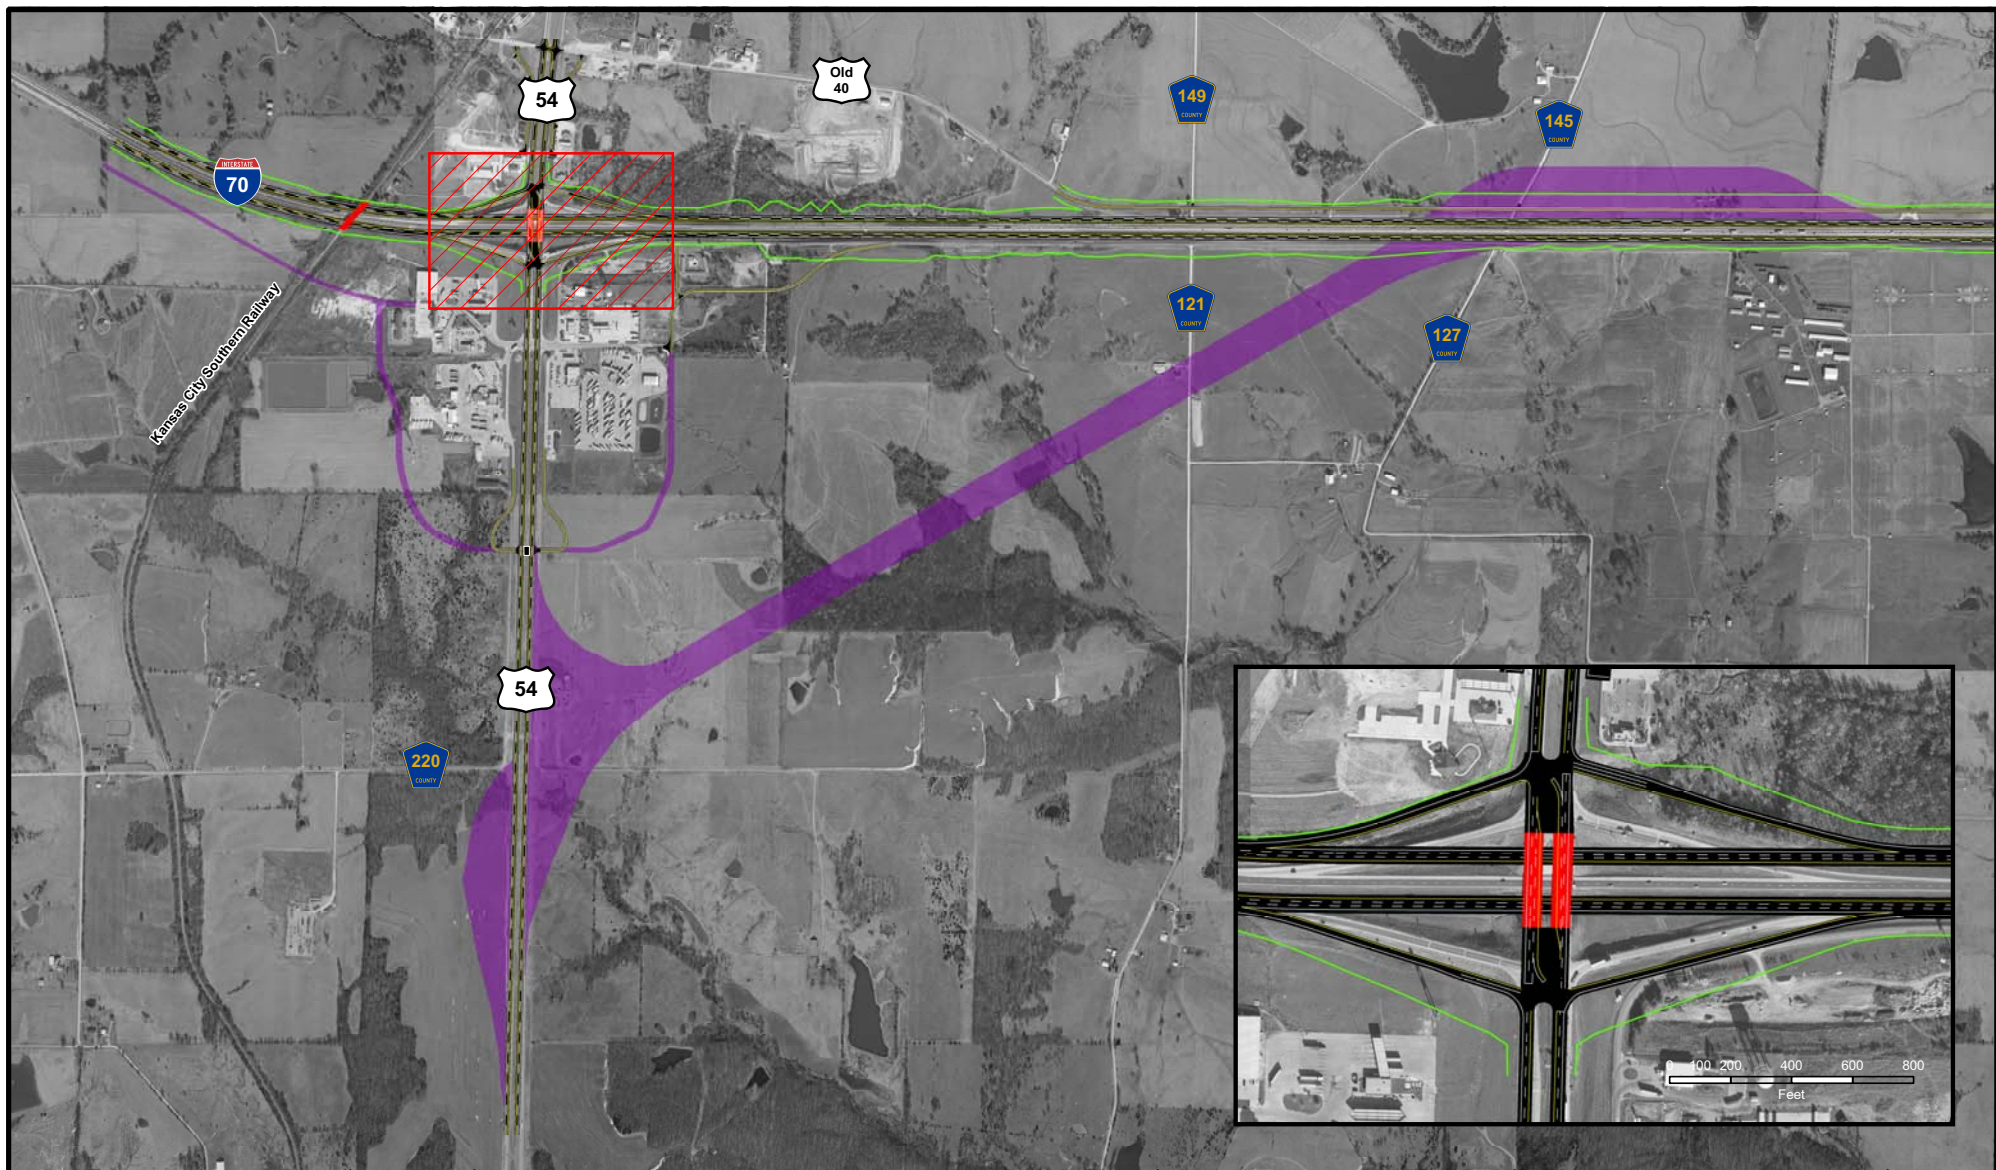 54
Old
40
149
COUNTY
145
COUNTY
INTERSTATE
70
Kansas City Southern Railway
121
COUNTY
127
COUNTY
54
220
COUNTY
0 100 200 400 600 800
Feet